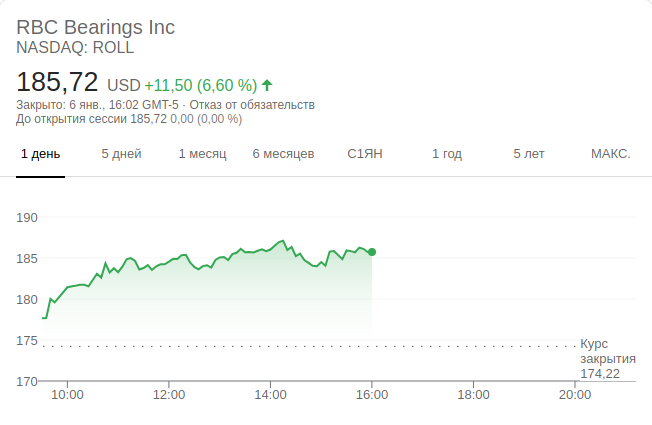 RBC Bearings Inc
NASDAQ: ROLL
185,72 USD +11,50 (6,60 %)
Закрыто: 6 янв., 16:02 GMT-5 · Отказ от обязательств
До открытия сессии 185,72 0,00 (0,00 %)
1 день 5 дней 1 месяц 6 месяцев С1ЯН 1 год 5 лет МАКС.
190
185
180
175
170
Курс
закрытия
174,22
10:00 12:00 14:00 16:00 18:00 20:00